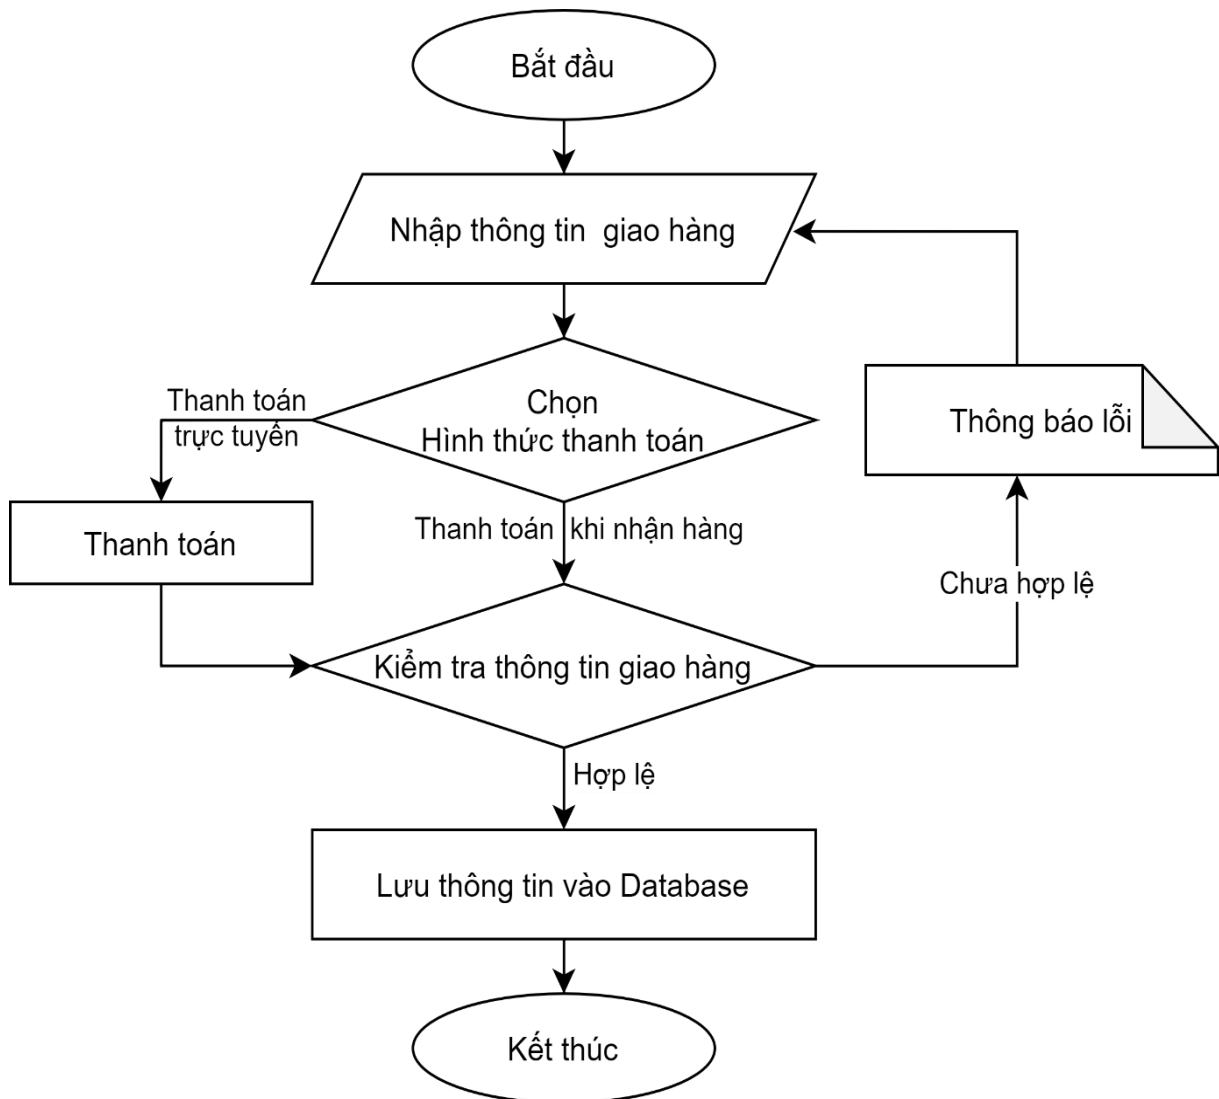 Bắt đầu
Nhập thông tin giao hàng
Chọn
Hình thức thanh toán
Thanh toán
trực tuyến
Thông báo lỗi
Thanh toán
Thanh toán khi nhận hàng
Chưa hợp lệ
Kiểm tra thông tin giao hàng
Hợp lệ
Lưu thông tin vào Database
Kết thúc